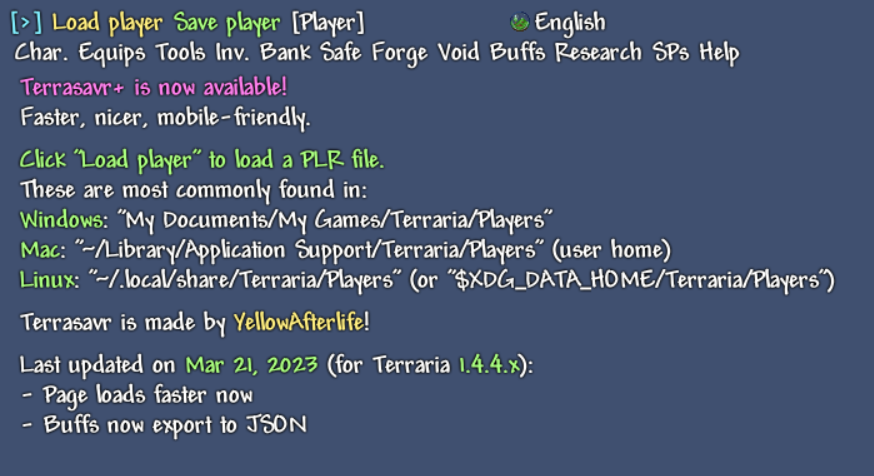 [>] Load player Save player [Player] English
Char. Equips Tools Inv. Bank Safe Forge Void Buffs Research SPs Help
Terrasavr+ is now available!
Faster, nicer, mobile-friendly.
Click "Load player" to load a PLR file.
These are most commonly found in:
Windows: "My Documents/My Games/Terraria/Players"
Mac: "~/Library/Application Support/Terraria/Players" (user home)
Linux: "~/.local/share/Terraria/Players" (or "$XDG_DATA_HOME/Terraria/Players")
Terrasavr is made by YellowAfterlife!
Last updated on Mar 21, 2023 (for Terraria 1.4.4.x):
- Page loads faster now
- Buffs now export to JSON